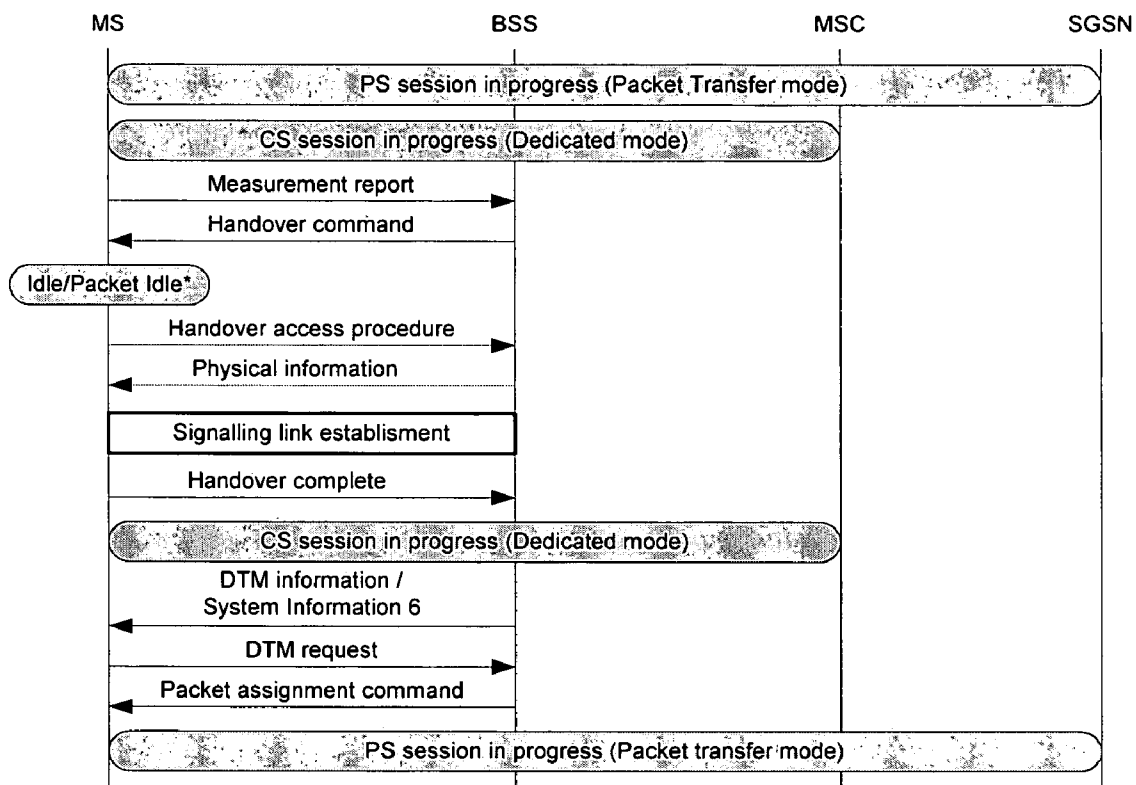 MS BSS MSC SGSN
PS session in progress (Packet Transfer mode)
CS session in progress (Dedicated mode)
Measurement report
Handover command
Idle/Packet Idle*
Handover access procedure
Physical information
Signalling link establisment
Handover complete
CS session in progress (Dedicated mode)
DTM information /
System Information 6
DTM request
Packet assignment command
PS session in progress (Packet transfer mode)